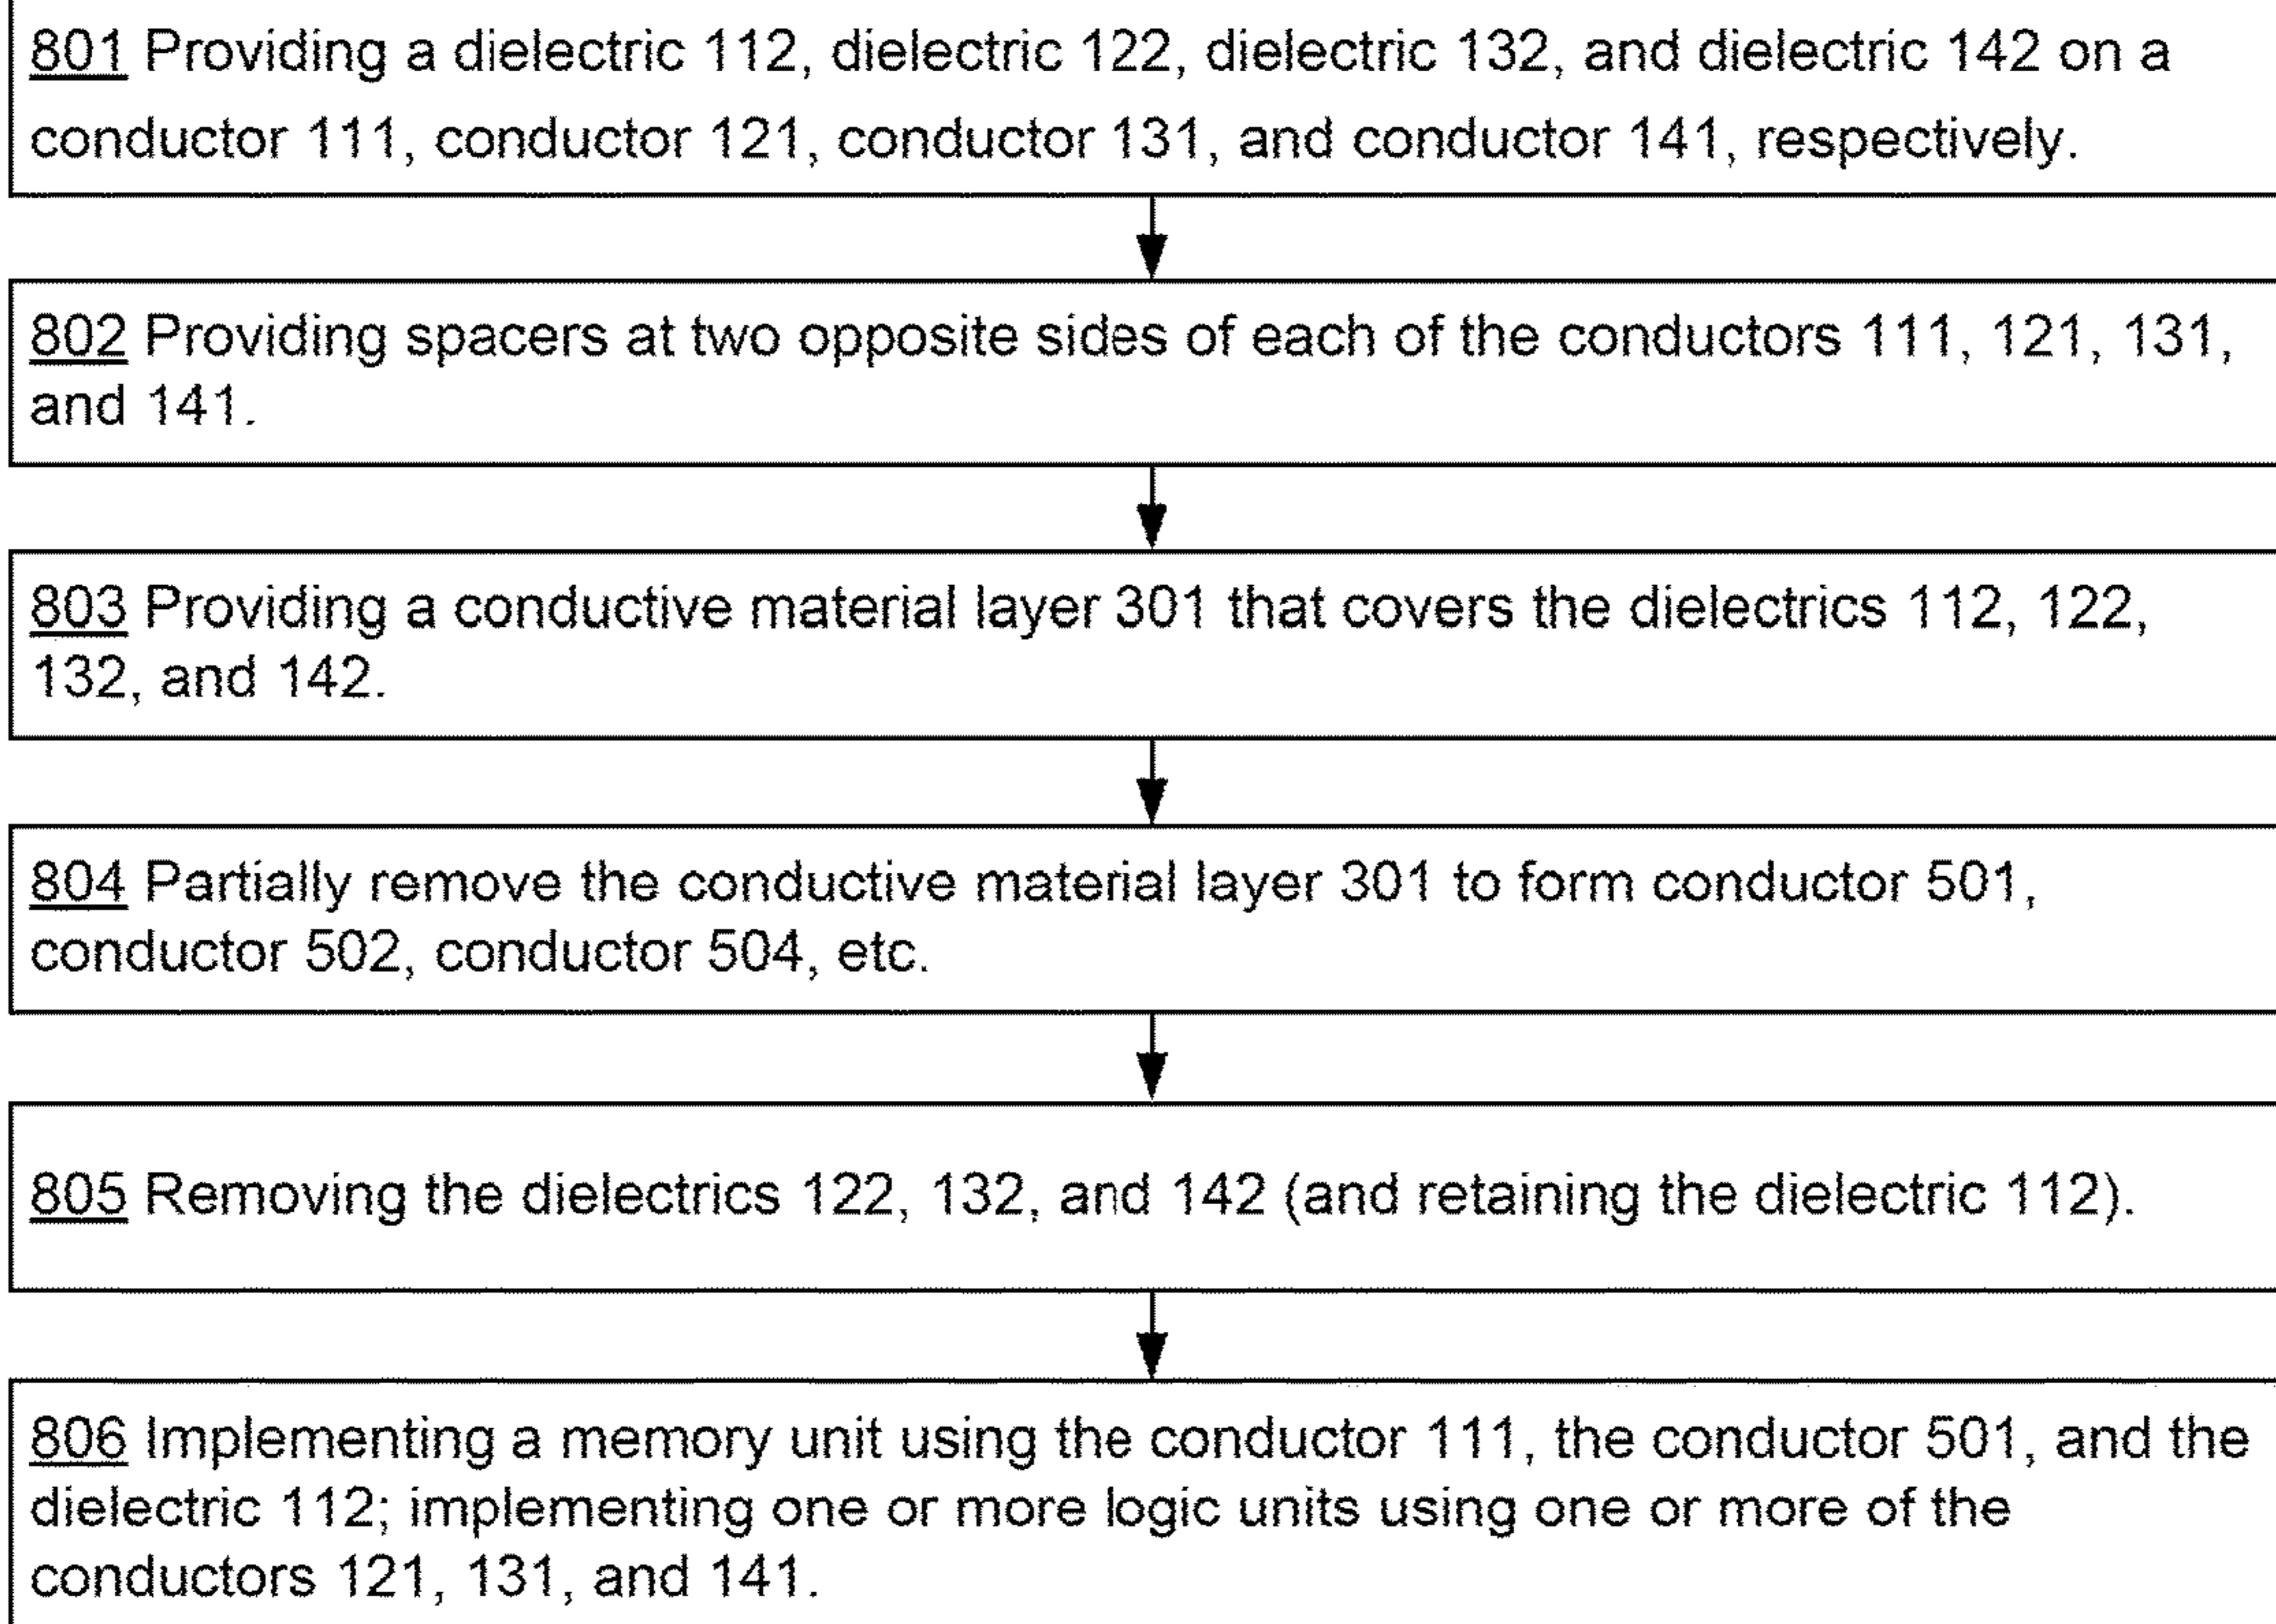 801 Providing a dielectric 112, dielectric 122, dielectric 132, and dielectric 142 on a
conductor 111, conductor 121, conductor 131, and conductor 141, respectively.
802 Providing spacers at two opposite sides of each of the conductors 111, 121, 131,
and 141.
803 Providing a conductive material layer 301 that covers the dielectrics 112, 122,
132, and 142.
804 Partially remove the conductive material layer 301 to form conductor 501,
conductor 502, conductor 504, etc.
805 Removing the dielectrics 122, 132, and 142 (and retaining the dielectric 112).
806 Implementing a memory unit using the conductor 111, the conductor 501, and the
dielectric 112; implementing one or more logic units using one or more of the
conductors 121, 131, and 141.